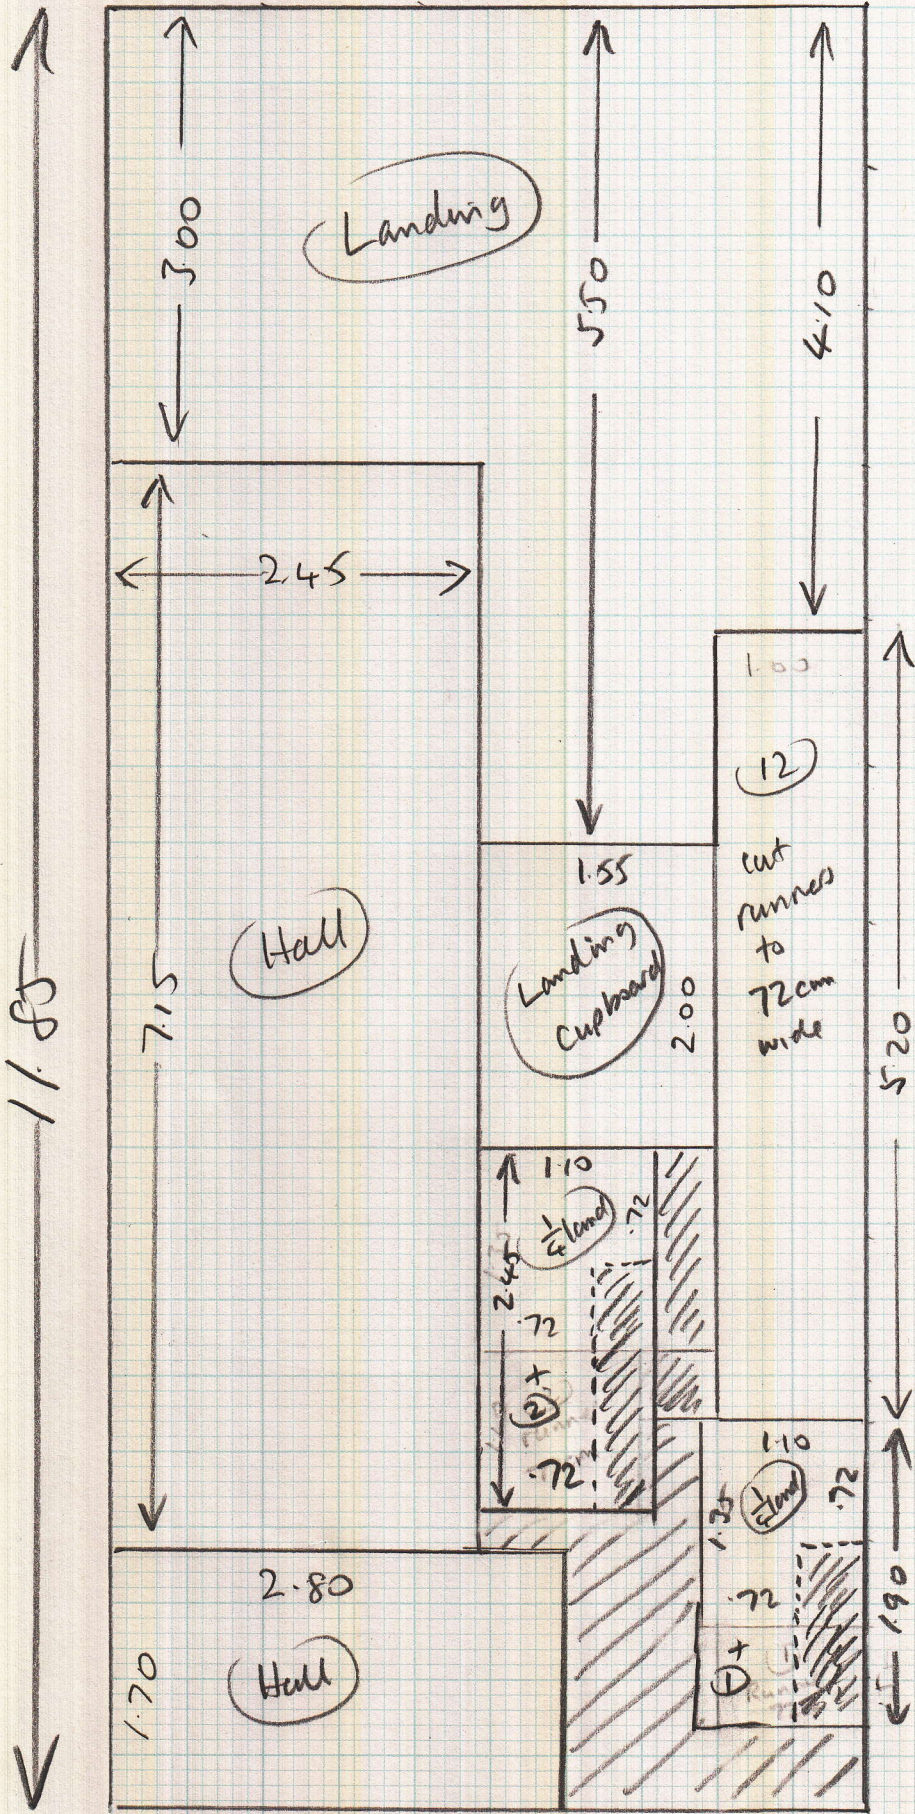 11.85
3.00
Landing
5.50
4.10
2.45
7.15
Hall
1.00
12
cut
runners
to
72cm
wide
5.20
1.55
Landing
Cupboard
2.00
1.10
1/4 land
.72
2.45
.72
+
2
.72
1.10
1/4 land
.72
1.35
.72
+
1
1.90
2.80
Hall
1.70